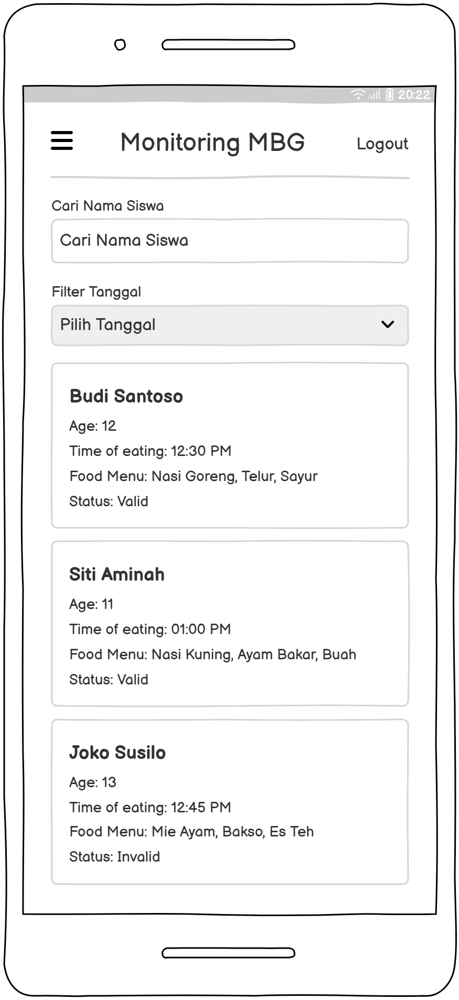 20:22
Monitoring MBG
Logout
Cari Nama Siswa
Cari Nama Siswa
Filter Tanggal
Pilih Tanggal
Budi Santoso
Age: 12
Time of eating: 12:30 PM
Food Menu: Nasi Goreng, Telur, Sayur
Status: Valid
Siti Aminah
Age: 11
Time of eating: 01:00 PM
Food Menu: Nasi Kuning, Ayam Bakar, Buah
Status: Valid
Joko Susilo
Age: 13
Time of eating: 12:45 PM
Food Menu: Mie Ayam, Bakso, Es Teh
Status: Invalid